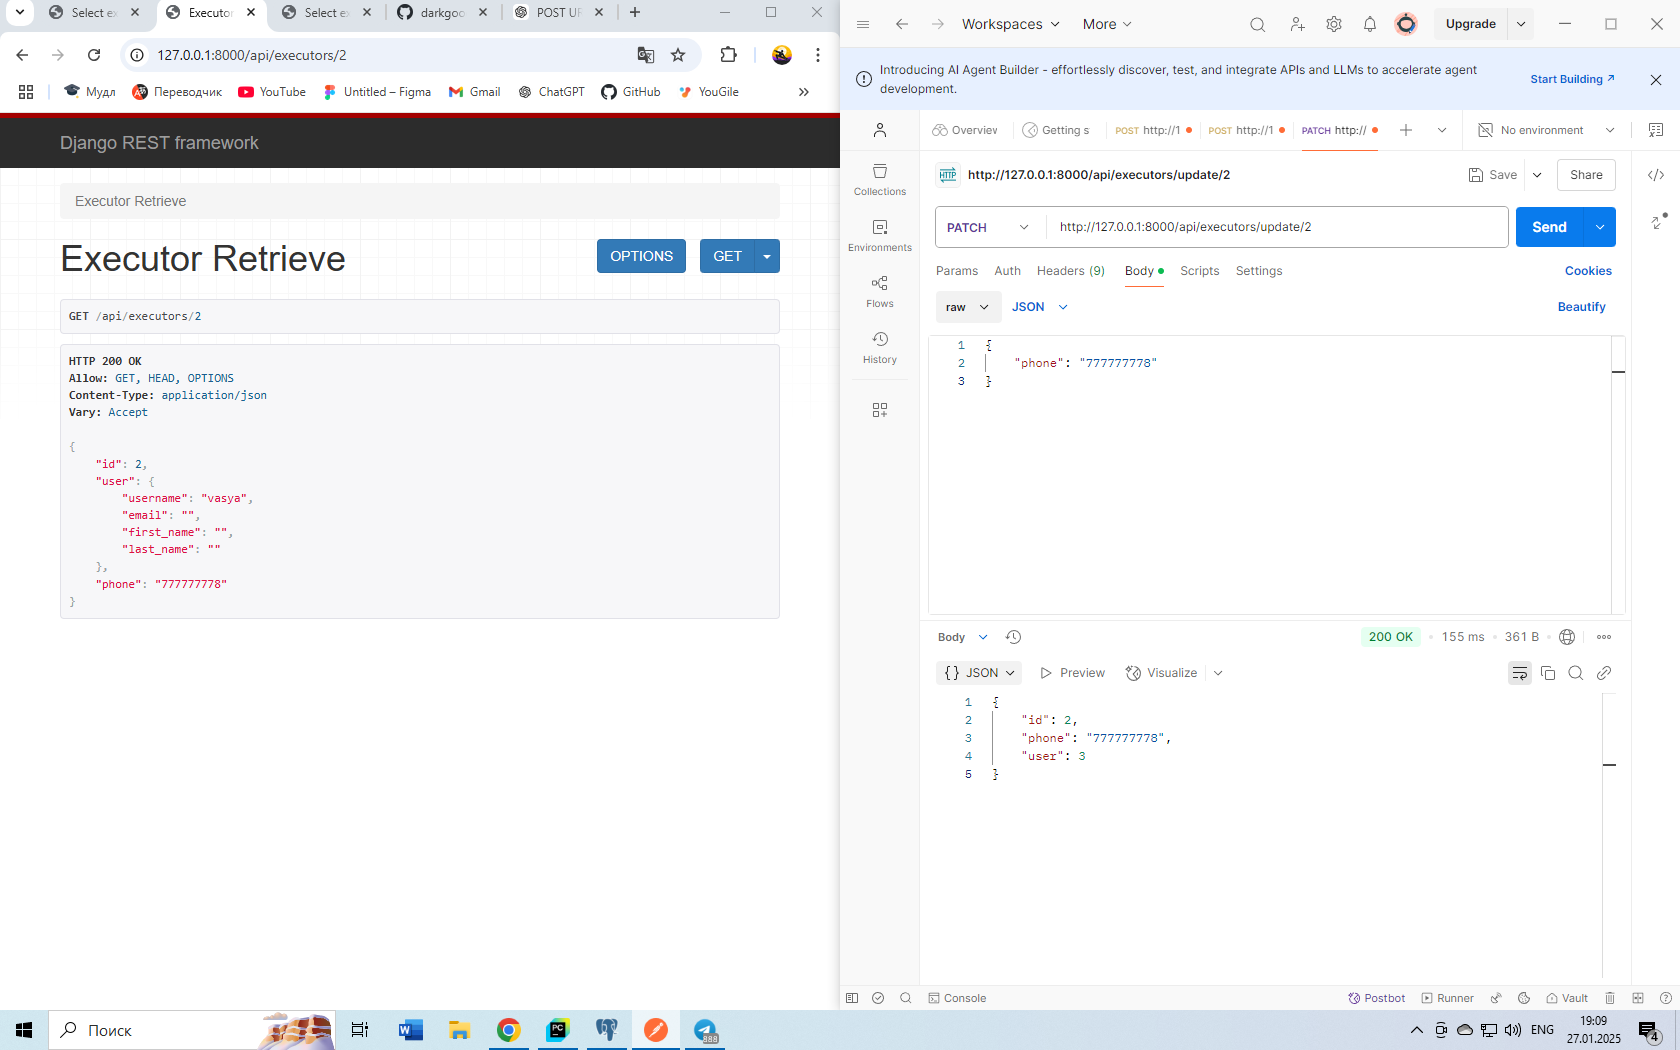 Select e
Executor
Select e
darkgoo
POST UR
127.0.0.1:8000/api/executors/2
Мудл
Переводчик
YouTube
Untitled – Figma
Gmail
ChatGPT
GitHub
YouGile
Django REST framework
Executor Retrieve
Executor Retrieve
OPTIONS
GET
GET /api/executors/2
HTTP 200 OK
Allow: GET, HEAD, OPTIONS
Content-Type: application/json
Vary: Accept
{
"id": 2,
"user": {
"username": "vasya",
"email": "",
"first_name": "",
"last_name": ""
},
"phone": "777777778"
}
Workspaces
More
Upgrade
Introducing AI Agent Builder - effortlessly discover, test, and integrate APIs and LLMs to accelerate agent
development.
Start Building
Overview
Getting s
POST http://1
POST http://1
PATCH http://
No environment
Collections
Environments
Flows
History
HTTP http://127.0.0.1:8000/api/executors/update/2
Save
Share
PATCH
http://127.0.0.1:8000/api/executors/update/2
Send
Params
Auth
Headers (9)
Body
Scripts
Settings
Cookies
raw
JSON
Beautify
1 {
2 "phone": "777777778"
3 }
Body
200 OK
155 ms
361 B
{} JSON
Preview
Visualize
1 {
2 "id": 2,
3 "phone": "777777778",
4 "user": 3
5 }
Console
Postbot
Runner
Vault
Поиск
W
PC
888
ENG
19:09
27.01.2025
4